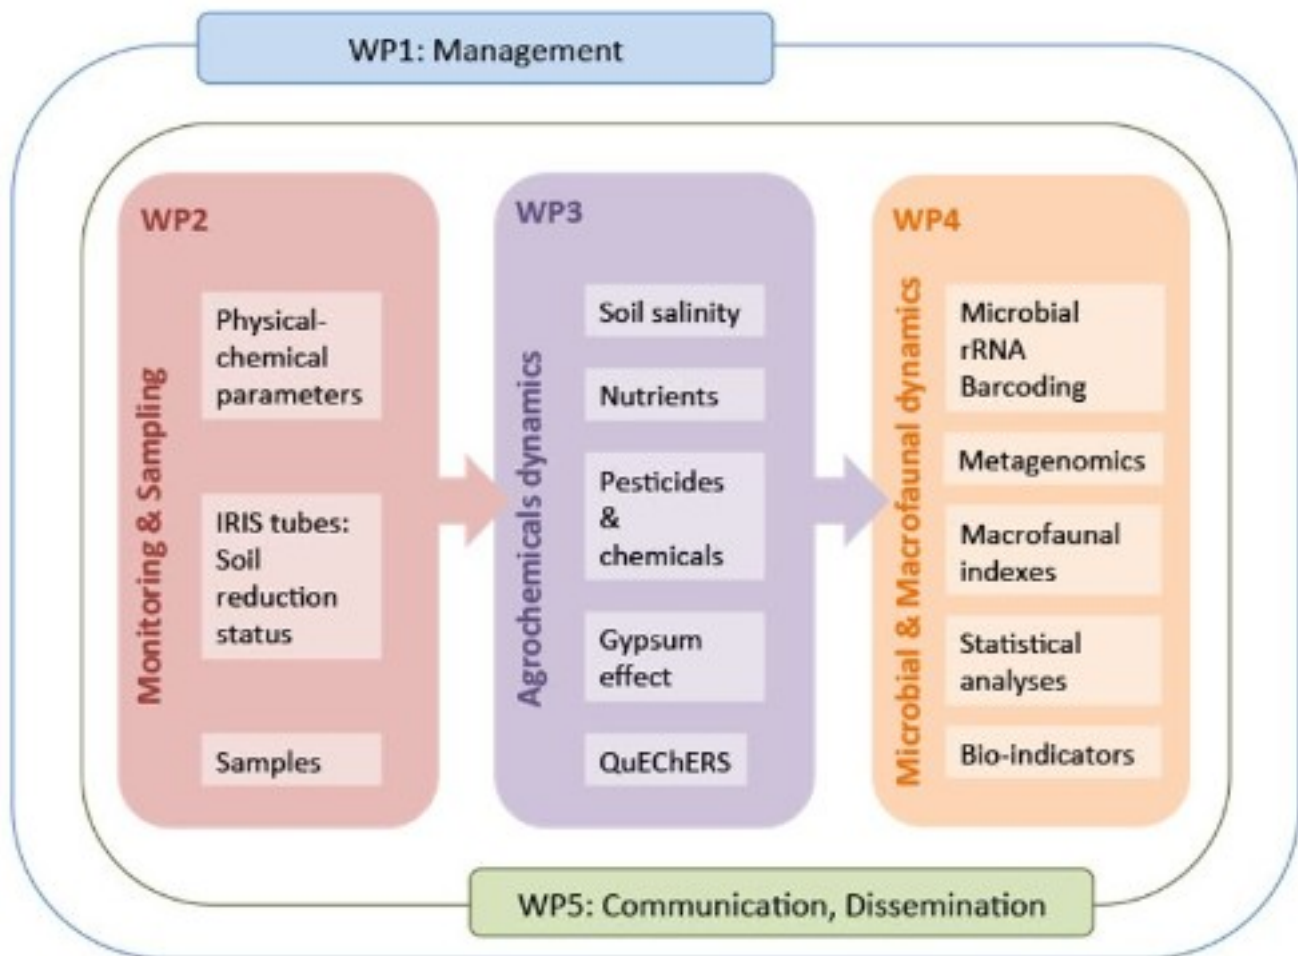 WP1: Management
WP2
Monitoring & Sampling
Physical-
chemical
parameters
IRIS tubes:
Soil
reduction
status
Samples
WP3
Agrochemicals dynamics
Soil salinity
Nutrients
Pesticides
&
chemicals
Gypsum
effect
QuEChERS
WP4
Microbial & Macrofaunal dynamics
Microbial
rRNA
Barcoding
Metagenomics
Macrofaunal
indexes
Statistical
analyses
Bio-indicators
WP5: Communication, Dissemination